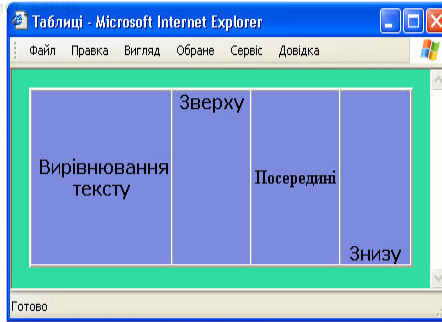 Таблиці - Microsoft Internet Explorer
Файл Правка Вигляд Обране Сервіс Довідка
Зверху
Вирівнювання
тексту
Посередині
Знизу
Готово